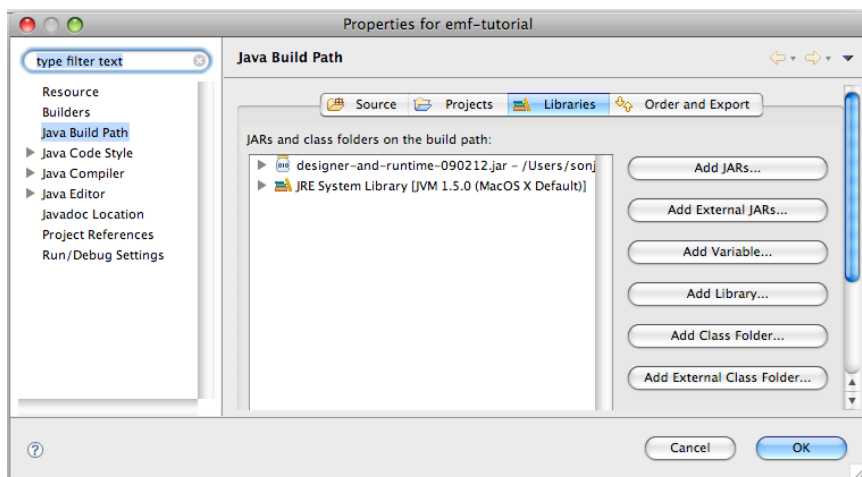 Properties for emf-tutorial
type filter text
Resource
Builders
Java Build Path
Java Code Style
Java Compiler
Java Editor
Javadoc Location
Project References
Run/Debug Settings
Java Build Path
Source Projects Libraries Order and Export
JARs and class folders on the build path:
designer-and-runtime-090212.jar – /Users/sonj
JRE System Library [JVM 1.5.0 (MacOS X Default)]
Add JARs...
Add External JARs...
Add Variable...
Add Library...
Add Class Folder...
Add External Class Folder...
? Cancel OK